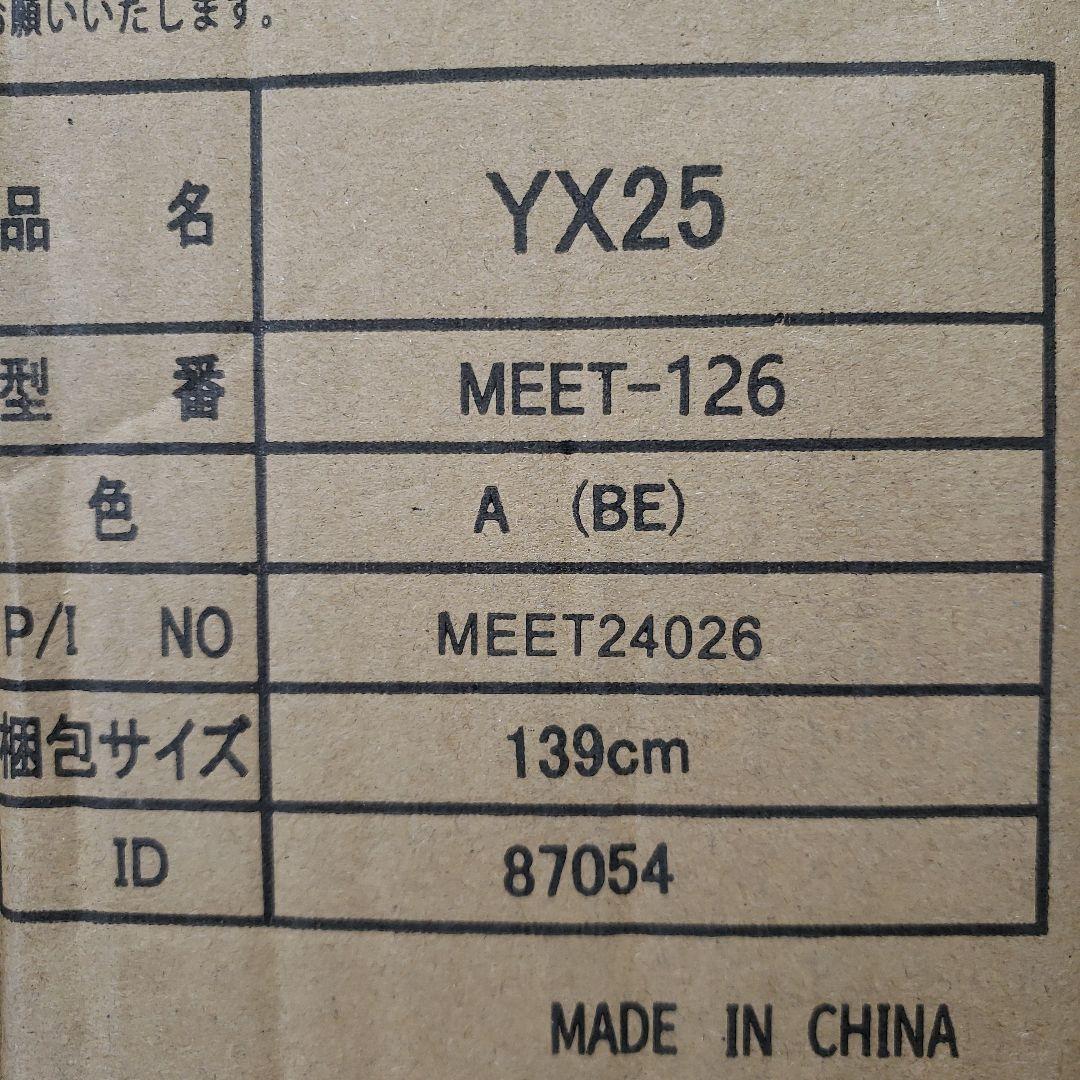 お願いいたします。
品 名 YX25
型 番 MEET-126
色 A (BE)
P/I NO MEET24026
梱包サイズ 139cm
ID 87054
MADE IN CHINA